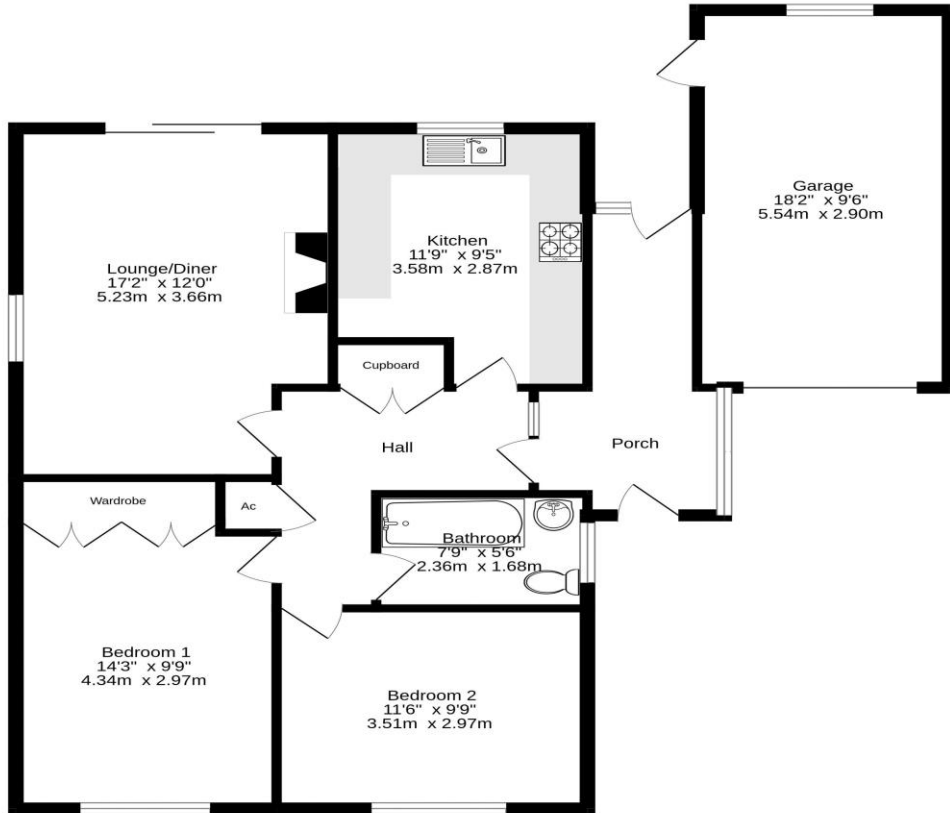 Garage
18'2" x 9'6"
5.54m x 2.90m
Kitchen
11'9" x 9'5"
3.58m x 2.87m
Lounge/Diner
17'2" x 12'0"
5.23m x 3.66m
Cupboard
Hall
Porch
Wardrobe
Ac
Bathroom
7'9" x 5'6"
2.36m x 1.68m
Bedroom 1
14'3" x 9'9"
4.34m x 2.97m
Bedroom 2
11'6" x 9'9"
3.51m x 2.97m